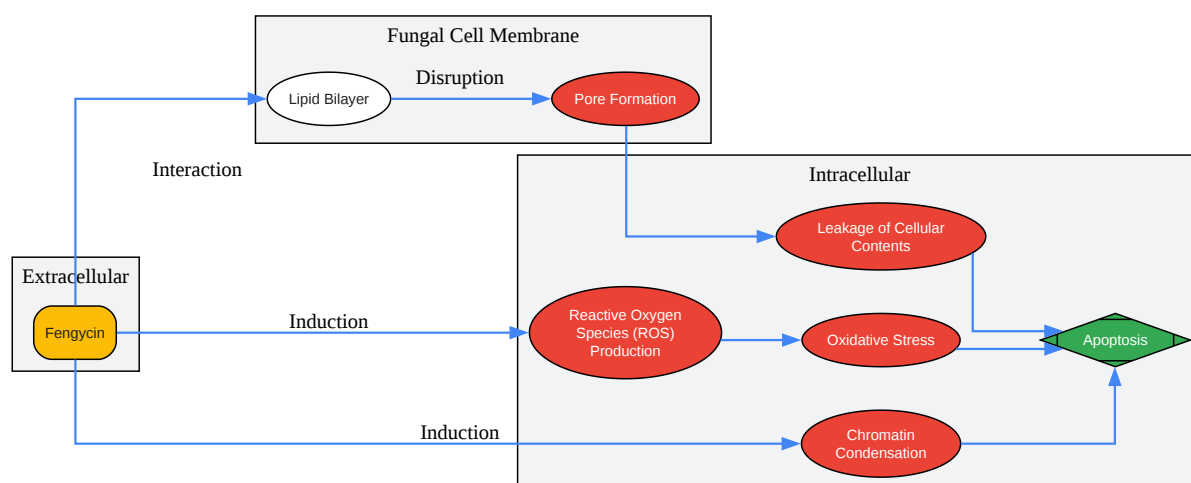 Fungal Cell Membrane
Disruption
Lipid Bilayer
Pore Formation
Interaction
Intracellular
Leakage of Cellular
Contents
Extracellular
Fengycin
Induction
Reactive Oxygen
Species (ROS)
Production
Oxidative Stress
Apoptosis
Induction
Chromatin
Condensation